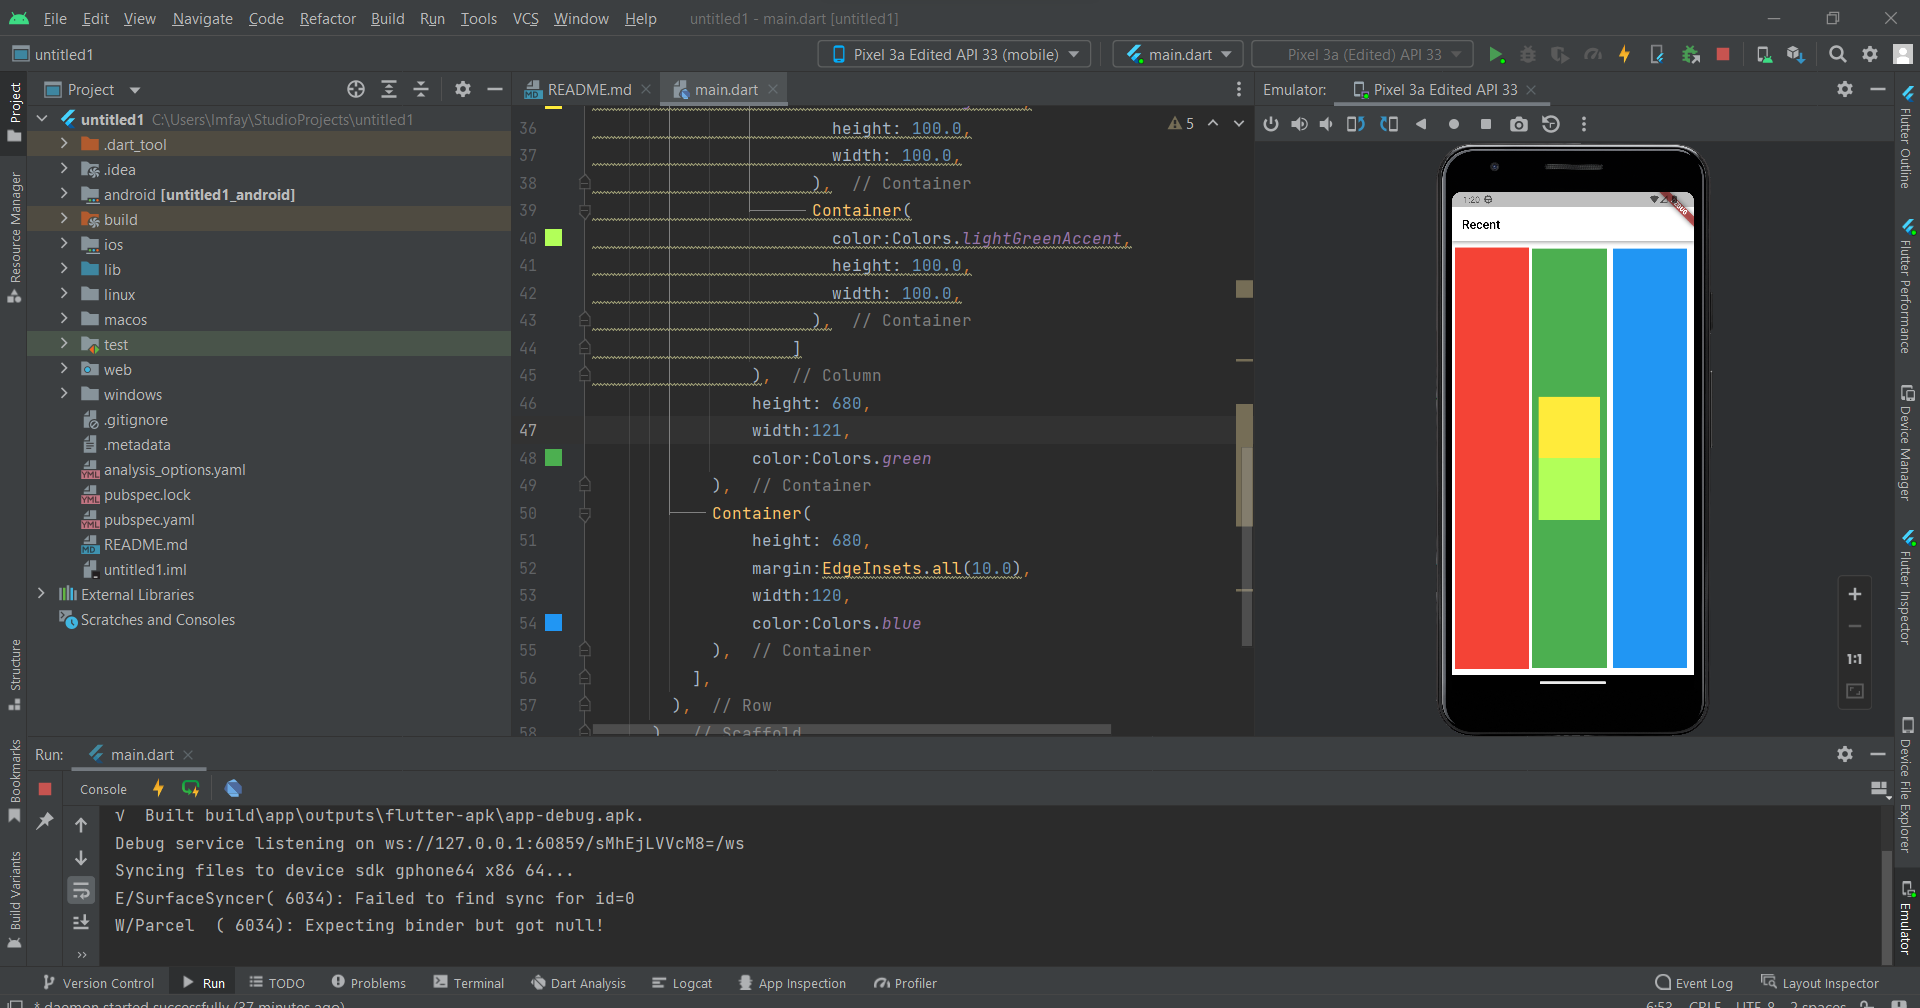 File Edit View Navigate Code Refactor Build Run Tools VCS Window Help untitled1 - main.dart [untitled1]
untitled1 Pixel 3a Edited API 33 (mobile) main.dart Pixel 3a (Edited) API 33
Project README.md main.dart Emulator: Pixel 3a Edited API 33
untitled1 C:\Users\Imfay\StudioProjects\untitled1
.dart_tool
.idea
android [untitled1_android]
build
ios
lib
linux
macos
test
web
windows
.gitignore
.metadata
analysis_options.yaml
pubspec.lock
pubspec.yaml
README.md
untitled1.iml
External Libraries
Scratches and Consoles
5
36 height: 100.0,
37 width: 100.0,
38 ), // Container
39 Container(
40 color:Colors.lightGreenAccent,
41 height: 100.0,
42 width: 100.0,
43 ), // Container
44 ]
45 ), // Column
46 height: 680,
47 width:121,
48 color:Colors.green
49 ), // Container
50 Container(
51 height: 680,
52 margin:EdgeInsets.all(10.0),
53 width:120,
54 color:Colors.blue
55 ), // Container
56 ],
57 ), // Row
58 ) // Scaffold
1:20
Recent
1:1
Project
Resource Manager
Structure
Bookmarks
Build Variants
Flutter Outline
Flutter Performance
Device Manager
Flutter Inspector
Device File Explorer
Emulator
Run: main.dart
Console
√ Built build\app\outputs\flutter-apk\app-debug.apk.
Debug service listening on ws://127.0.0.1:60859/sMhEjLVVcM8=/ws
Syncing files to device sdk gphone64 x86 64...
E/SurfaceSyncer( 6034): Failed to find sync for id=0
W/Parcel ( 6034): Expecting binder but got null!
Version Control Run TODO Problems Terminal Dart Analysis Logcat App Inspection Profiler Event Log Layout Inspector
* daemon started successfully (37 minutes ago) 6:53 CRLF UTF-8 2 spaces